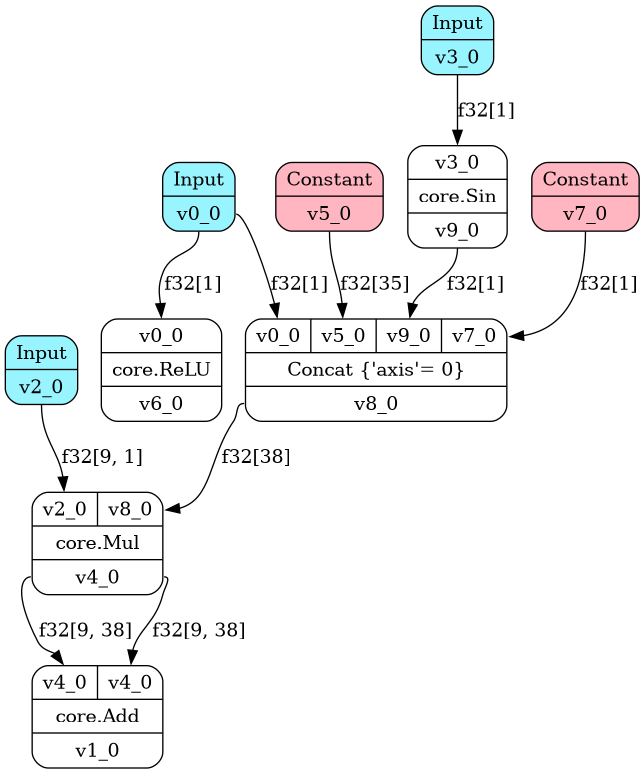 Input
v3_0
f32[1]
Input
v0_0
Constant
v5_0
v3_0
core.Sin
v9_0
Constant
v7_0
f32[1]
f32[1]
f32[35]
f32[1]
f32[1]
Input
v2_0
v0_0
core.ReLU
v6_0
v0_0 v5_0 v9_0 v7_0
Concat {'axis'= 0}
v8_0
f32[9, 1]
f32[38]
v2_0 v8_0
core.Mul
v4_0
f32[9, 38]
f32[9, 38]
v4_0 v4_0
core.Add
v1_0